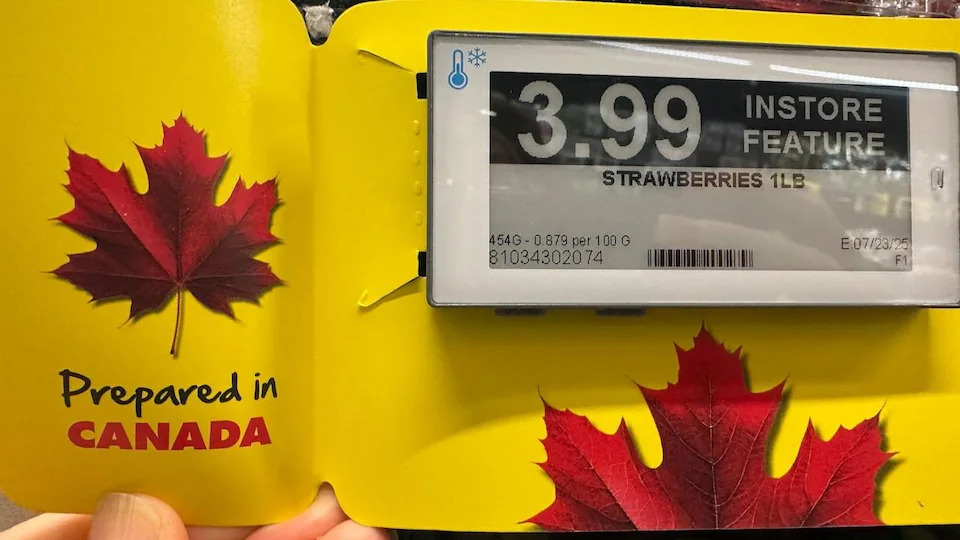 Prepared in
CANADA
3.99
INSTORE
FEATURE
STRAWBERRIES 1LB
454G - 0.879 per 100 G
81034302074
E:07/23/25
F1